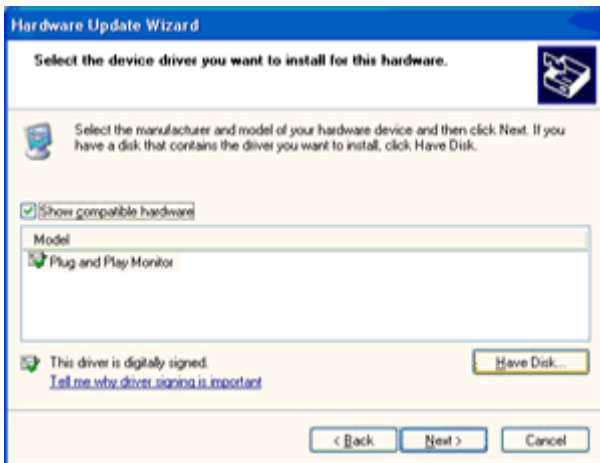 Hardware Update Wizard
Select the device driver you want to install for this hardware.
Select the manufacturer and model of your hardware device and then click Next. If you
have a disk that contains the driver you want to install, click Have Disk.
Show compatible hardware
Model
Plug and Play Monitor
This driver is digitally signed.
Have Disk...
Tell me why driver signing is important
< Back
Next >
Cancel